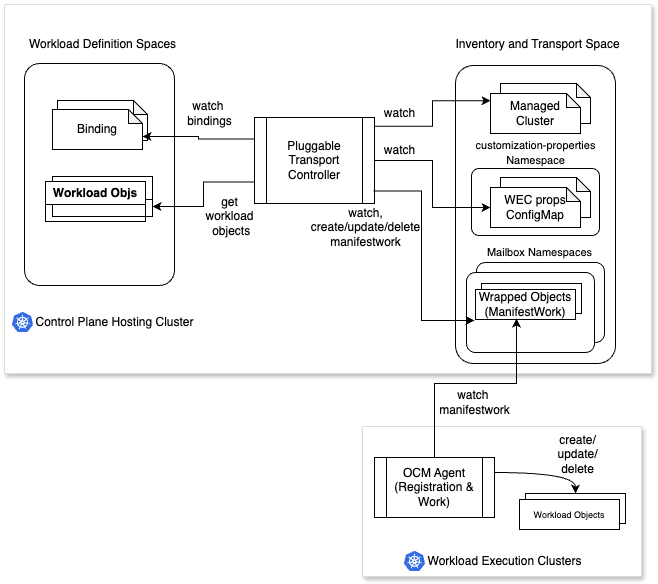 Workload Definition Spaces
Inventory and Transport Space
Binding
watch
bindings
Workload Objs
get
workload
objects
Pluggable
Transport
Controller
watch
watch
watch,
create/update/delete
manifestwork
Managed
Cluster
customization-properties
Namespace
WEC props
ConfigMap
Mailbox Namespaces
Wrapped Objects
(ManifestWork)
Control Plane Hosting Cluster
watch
manifestwork
OCM Agent
(Registration &
Work)
create/
update/
delete
Workload Objects
Workload Execution Clusters